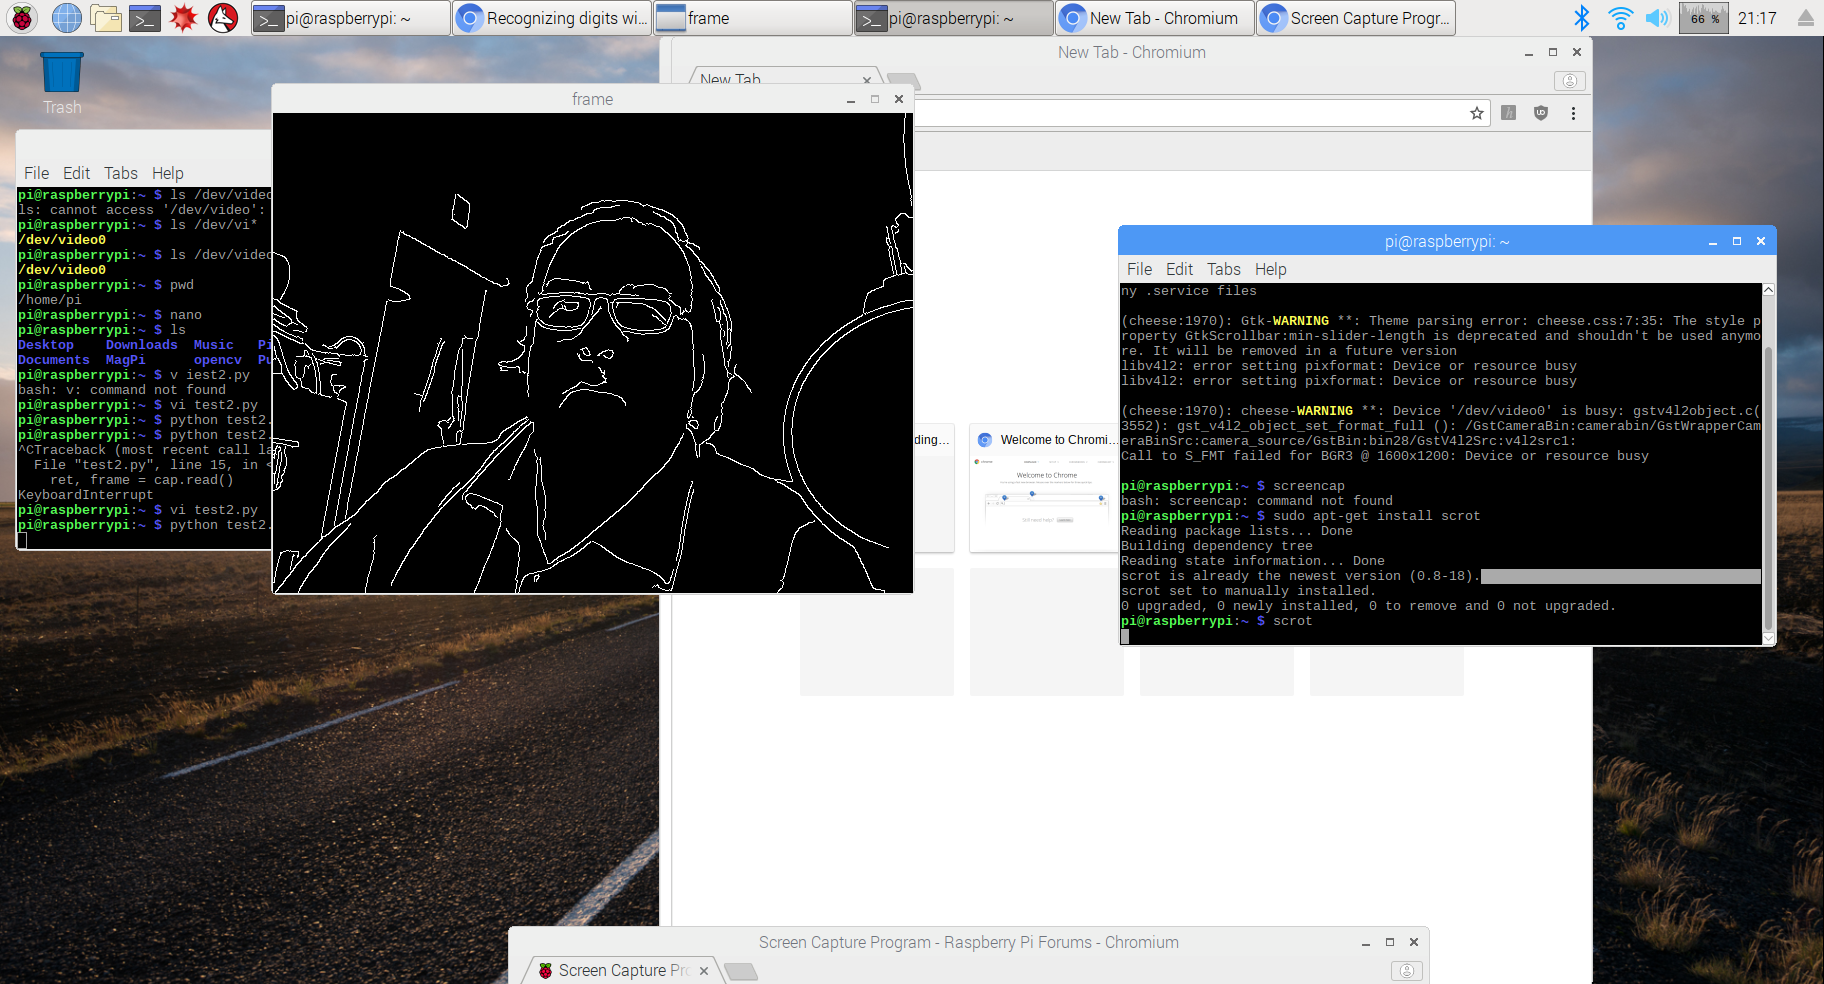 pi@raspberrypi: ~
Recognizing digits wi...
frame
pi@raspberrypi: ~
New Tab - Chromium
Screen Capture Progr...
66 %
21:17
Trash
New Tab - Chromium
New Tab
frame
File Edit Tabs Help
pi@raspberrypi:~ $ ls /dev/video
ls: cannot access '/dev/video':
pi@raspberrypi:~ $ ls /dev/vi*
/dev/video0
pi@raspberrypi:~ $ ls /dev/video
/dev/video0
pi@raspberrypi:~ $ pwd
/home/pi
pi@raspberrypi:~ $ nano
pi@raspberrypi:~ $ ls
Desktop Downloads Music Pi
Documents MagPi opencv Pu
pi@raspberrypi:~ $ v iest2.py
bash: v: command not found
pi@raspberrypi:~ $ vi test2.py
pi@raspberrypi:~ $ python test2.
pi@raspberrypi:~ $ python test2.
^CTraceback (most recent call la
File "test2.py", line 15, in <
ret, frame = cap.read()
KeyboardInterrupt
pi@raspberrypi:~ $ vi test2.py
pi@raspberrypi:~ $ python test2.
ding...
Welcome to Chromi...
Welcome to Chrome
pi@raspberrypi: ~
File Edit Tabs Help
ny .service files
(cheese:1970): Gtk-WARNING **: Theme parsing error: cheese.css:7:35: The style p
roperty GtkScrollbar:min-slider-length is deprecated and shouldn't be used anymo
re. It will be removed in a future version
libv4l2: error setting pixformat: Device or resource busy
libv4l2: error setting pixformat: Device or resource busy
(cheese:1970): cheese-WARNING **: Device '/dev/video0' is busy: gstv4l2object.c(
3552): gst_v4l2_object_set_format_full (): /GstCameraBin:camerabin/GstWrapperCam
eraBinSrc:camera_source/GstBin:bin28/GstV4l2Src:v4l2src1:
Call to S_FMT failed for BGR3 @ 1600x1200: Device or resource busy
pi@raspberrypi:~ $ screencap
bash: screencap: command not found
pi@raspberrypi:~ $ sudo apt-get install scrot
Reading package lists... Done
Building dependency tree
Reading state information... Done
scrot is already the newest version (0.8-18).
scrot set to manually installed.
0 upgraded, 0 newly installed, 0 to remove and 0 not upgraded.
pi@raspberrypi:~ $ scrot
Screen Capture Program - Raspberry Pi Forums - Chromium
Screen Capture Pro